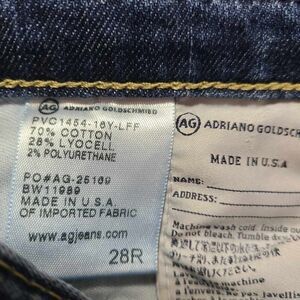 AG ADRIANO GOLDSCHMIED
PVC1454-16Y-LFF
70% COTTON
28% LYOCELL
2% POLYURETHANE
PO#AG-25169
BW11989
MADE IN U.S.A.
OF IMPORTED FABRIC
www.agjeans.com
28R
AG ADRIANO GOLDSCH
MADE IN U.S.A
NAME:
ADDRESS:
Machine wash cold. Inside ou
Do not bleach. Tumble dry